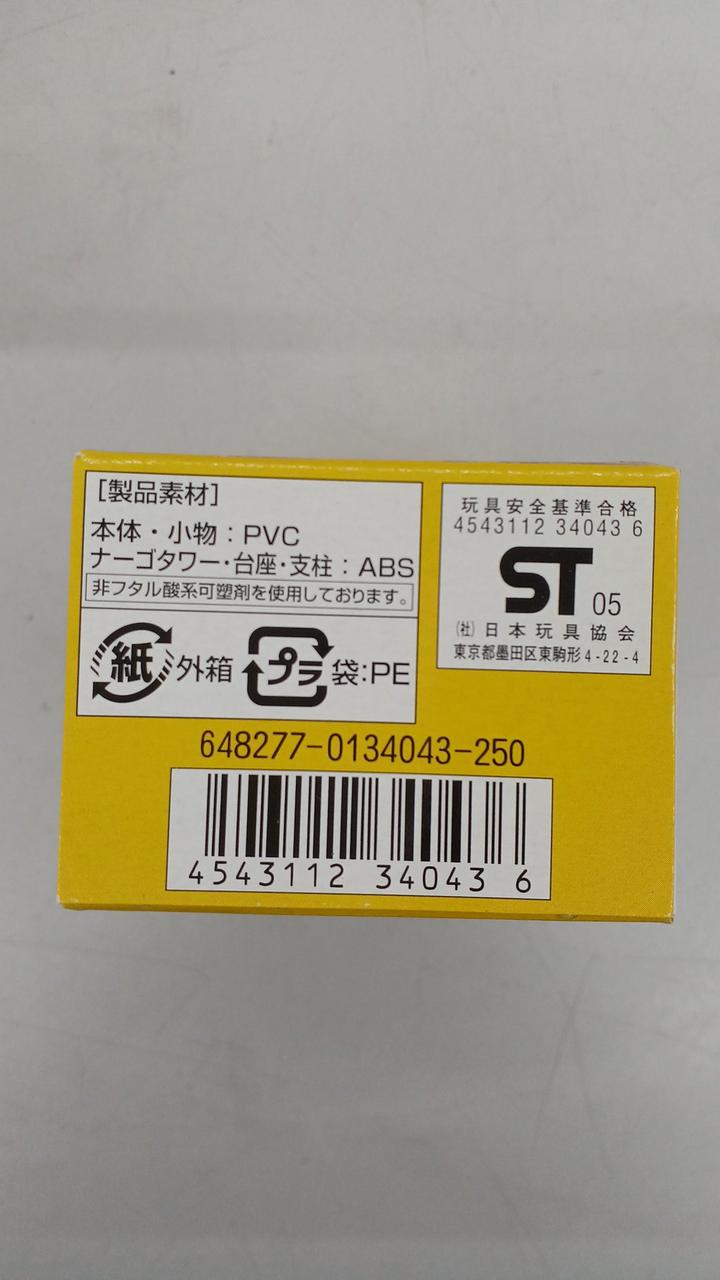 [製品素材]
本体・小物：PVC
ナーゴタワー・台座・支柱：ABS
非フタル酸系可塑剤を使用しております。
紙 外箱 プラ 袋：PE
玩具安全基準合格
4543112 34043 6
ST 05
(社)日本玩具協会
東京都墨田区東駒形4-22-4
648277-0134043-250
4543112 34043 6